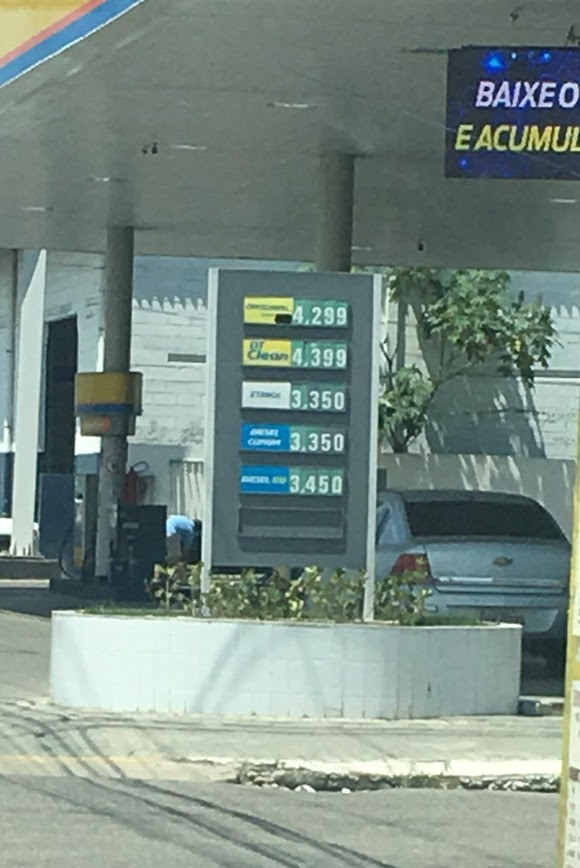 BAIXE O
E ACUMUL
4,299
DT
Clean 4,399
ETANOL 3,350
DIESEL
COMUM 3,350
DIESEL S10 3,450